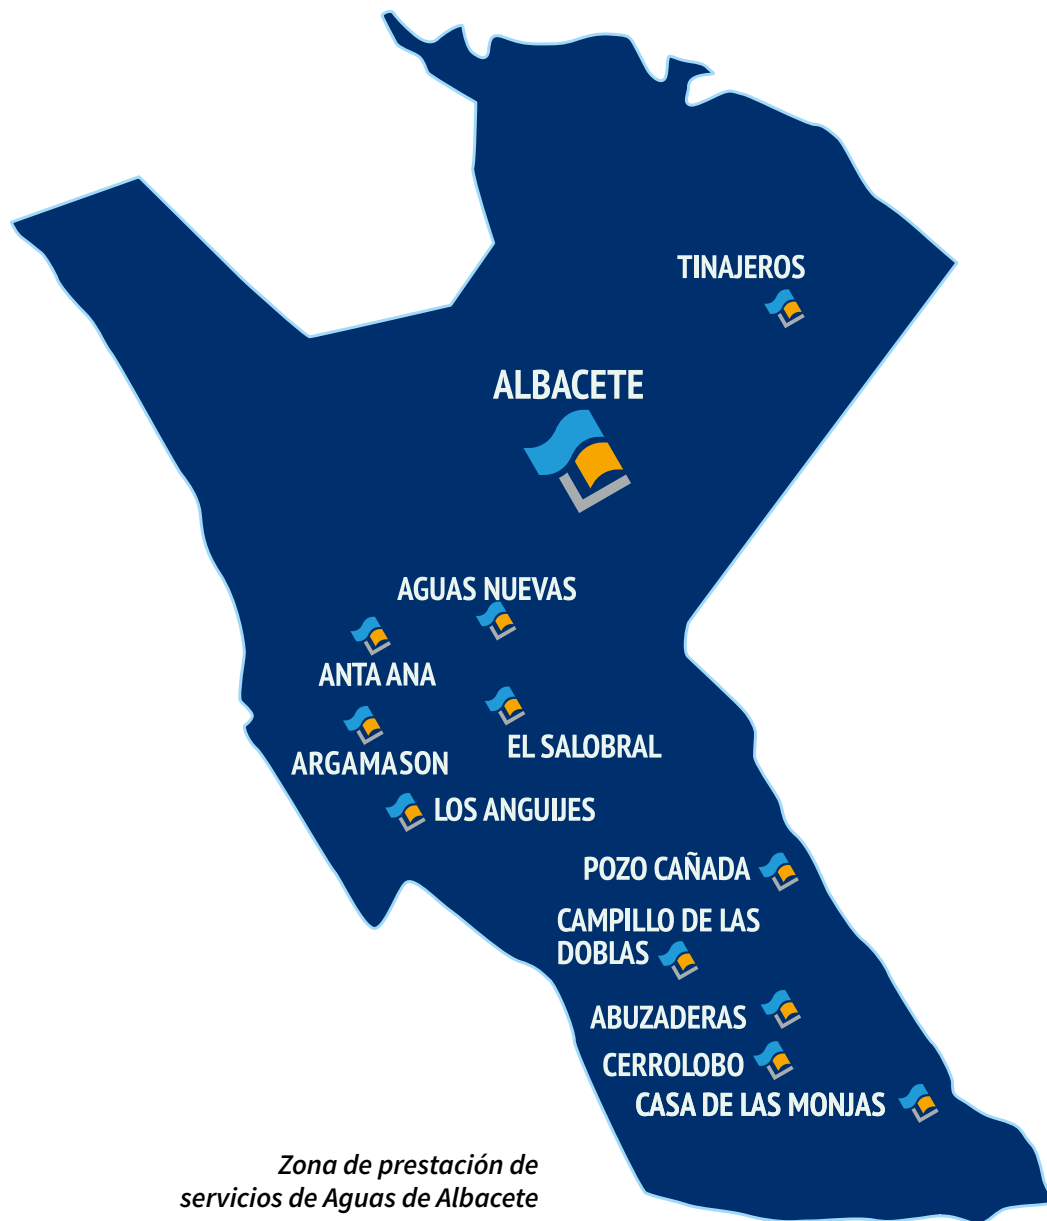 TINAJEROS
ALBACETE
AGUAS NUEVAS
ANTA ANA
EL SALOBRAL
ARGAMASON
LOS ANGUIJES
POZO CAÑADA
CAMPILLO DE LAS
DOBLAS
ABUZADERAS
CERROLOBO
CASA DE LAS MONJAS
Zona de prestación de
servicios de Aguas de Albacete